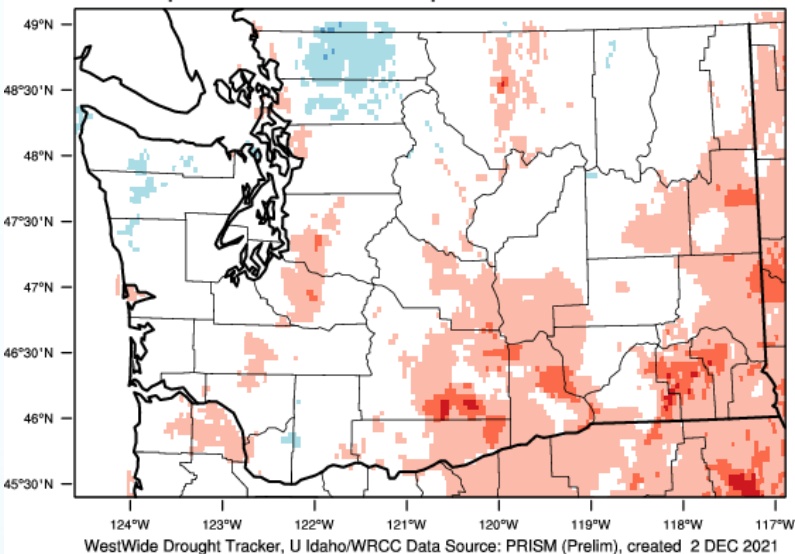 49°N
48°30'N
48°N
47°30'N
47°N
46°30'N
46°N
45°30'N
124°W 123°W 122°W 121°W 120°W 119°W 118°W 117°W
WestWide Drought Tracker, U Idaho/WRCC Data Source: PRISM (Prelim), created 2 DEC 2021